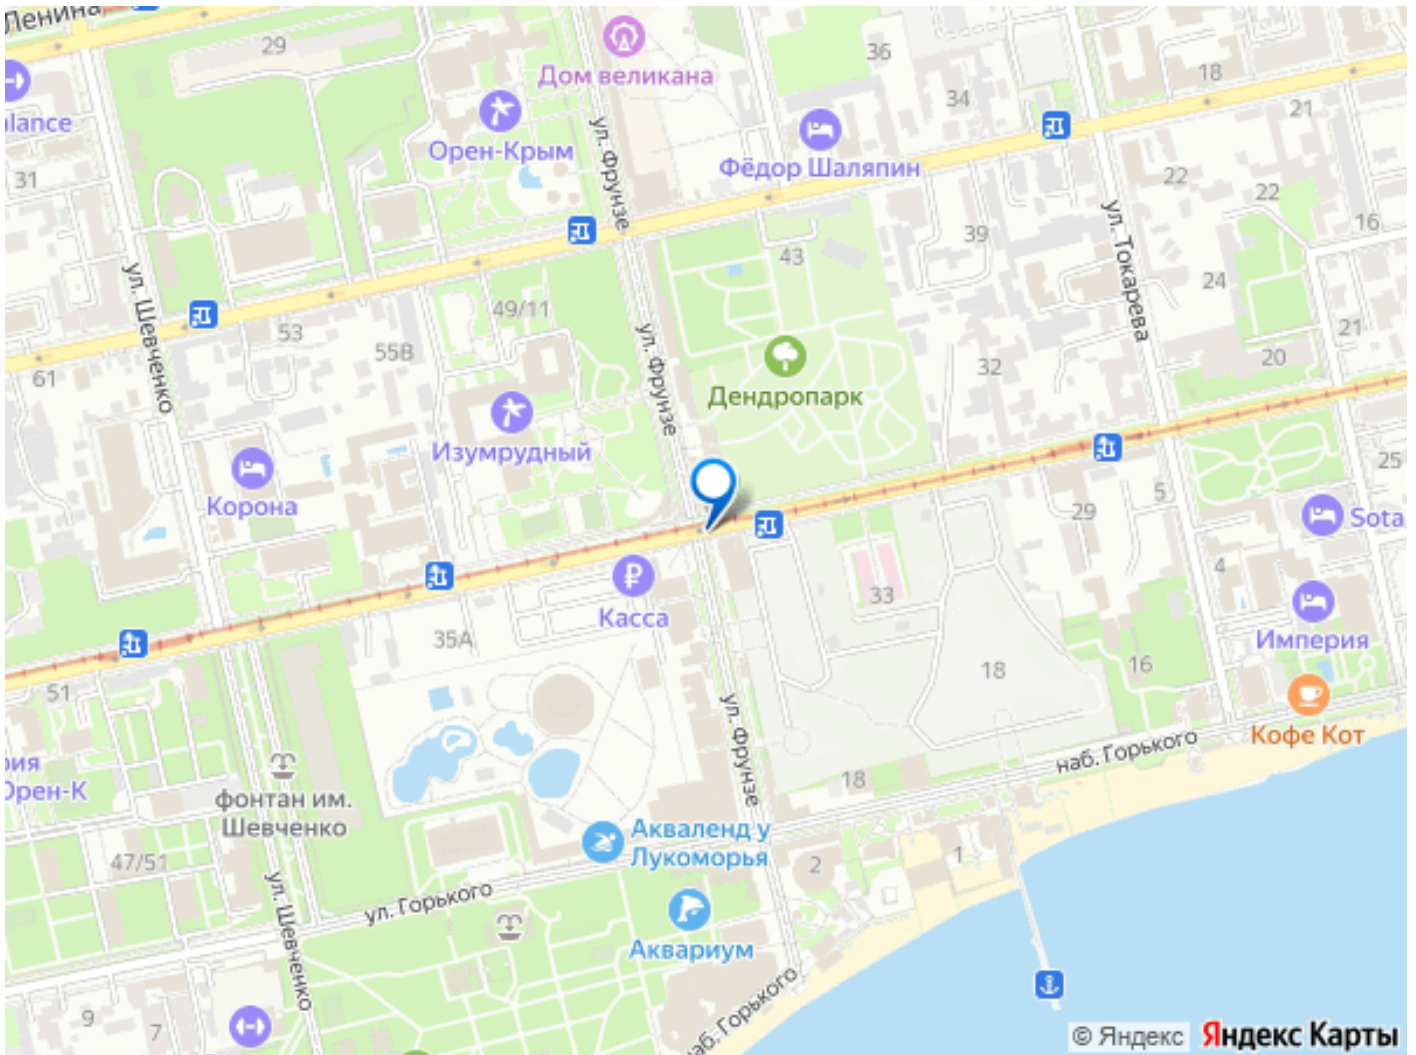 Ленина
29
Дом великана
36
18
34
21
lance
Орен-Крым
ул. Фрунзе
Фёдор Шаляпин
31
22
22
16
ул. Токарева
39
43
24
ул. Шевченко
49/11
53
55В
61
ул. Фрунзе
21
20
32
Дендропарк
Изумрудный
Корона
25
5
29
Sota
4
33
Касса
35А
Империя
16
18
51
ул. Фрунзе
Кофе Кот
наб. Горького
18
рия
Орен-К
фонтан им.
Шевченко
Акваленд у
Лукоморья
47/51
2
1
ул. Горького
ул. Шевченко
Аквариум
наб. Горького
9
7
© Яндекс
Яндекс Карты